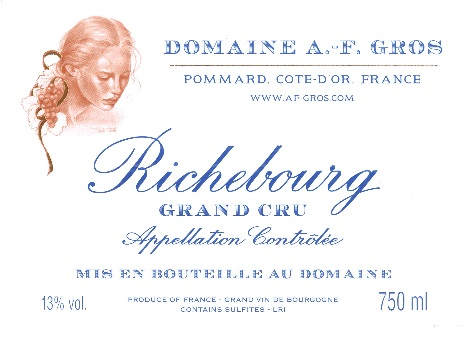 DOMAINE A.-F. GROS
POMMARD, COTE-D'OR, FRANCE
WWW.AF-GROS.COM
Richebourg
GRAND CRU
Appellation Contrôlée
MIS EN BOUTEILLE AU DOMAINE
13% vol.
PRODUCE OF FRANCE - GRAND VIN DE BOURGOGNE
CONTAINS SULFITES - LRI
750 ml